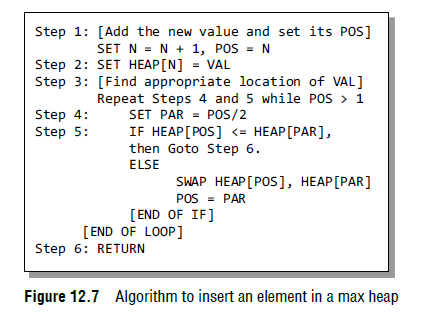 Step 1: [Add the new value and set its POS]
SET N = N + 1, POS = N
Step 2: SET HEAP[N] = VAL
Step 3: [Find appropriate location of VAL]
Repeat Steps 4 and 5 while POS > 1
Step 4: SET PAR = POS/2
Step 5: IF HEAP[POS] <= HEAP[PAR],
then Goto Step 6.
ELSE
SWAP HEAP[POS], HEAP[PAR]
POS = PAR
[END OF IF]
[END OF LOOP]
Step 6: RETURN
Figure 12.7 Algorithm to insert an element in a max heap